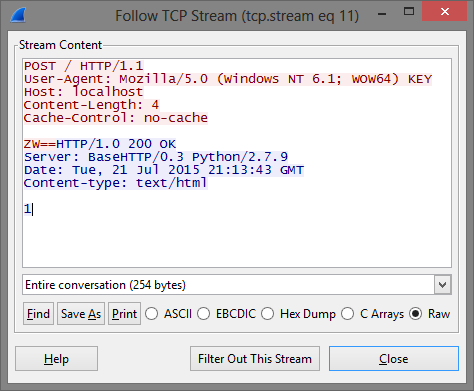 Follow TCP Stream (tcp.stream eq 11)
Stream Content
POST / HTTP/1.1
User-Agent: Mozilla/5.0 (Windows NT 6.1; WOW64) KEY
Host: localhost
Content-Length: 4
Cache-Control: no-cache
ZW==HTTP/1.0 200 OK
Server: BaseHTTP/0.3 Python/2.7.9
Date: Tue, 21 Jul 2015 21:13:43 GMT
Content-type: text/html
1
Entire conversation (254 bytes)
Find Save As Print ASCII EBCDIC Hex Dump C Arrays Raw
Help Filter Out This Stream Close